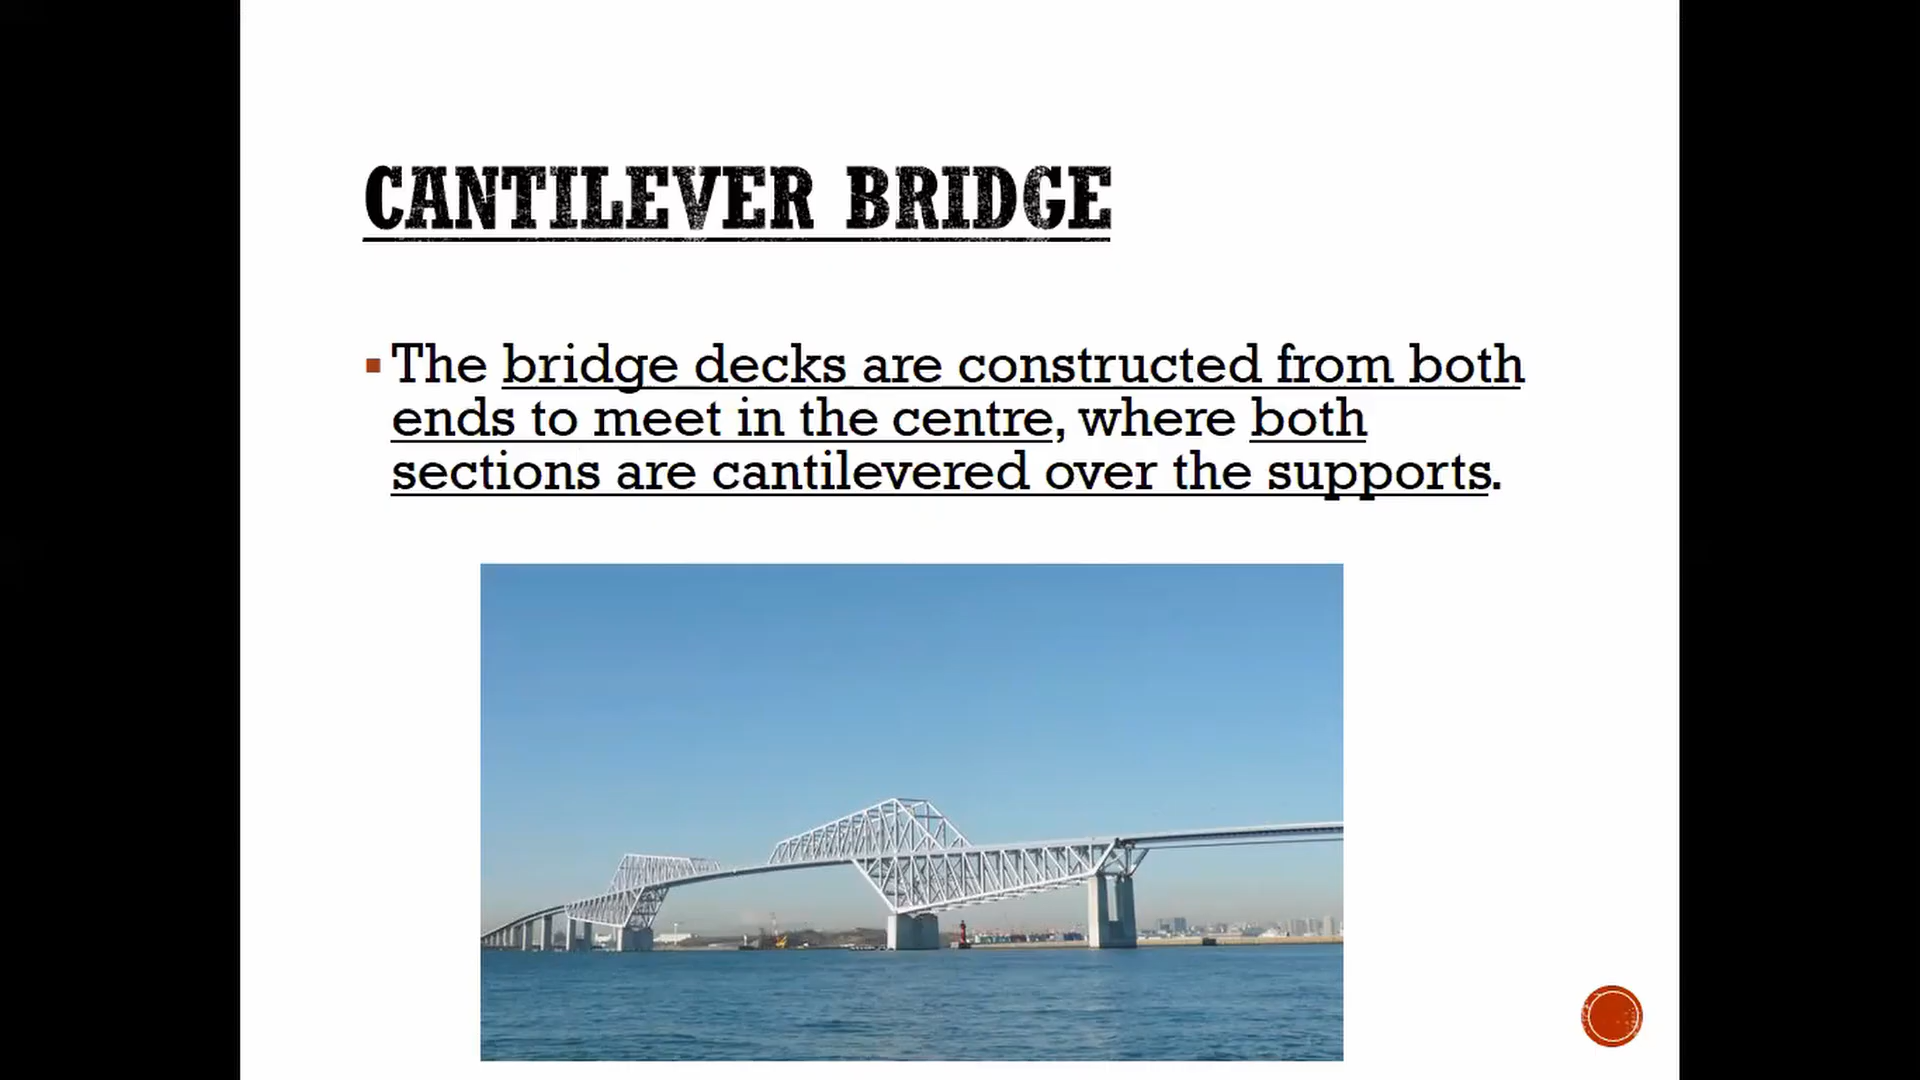 CANTILEVER BRIDGE
The bridge decks are constructed from both
ends to meet in the centre, where both
sections are cantilevered over the supports.